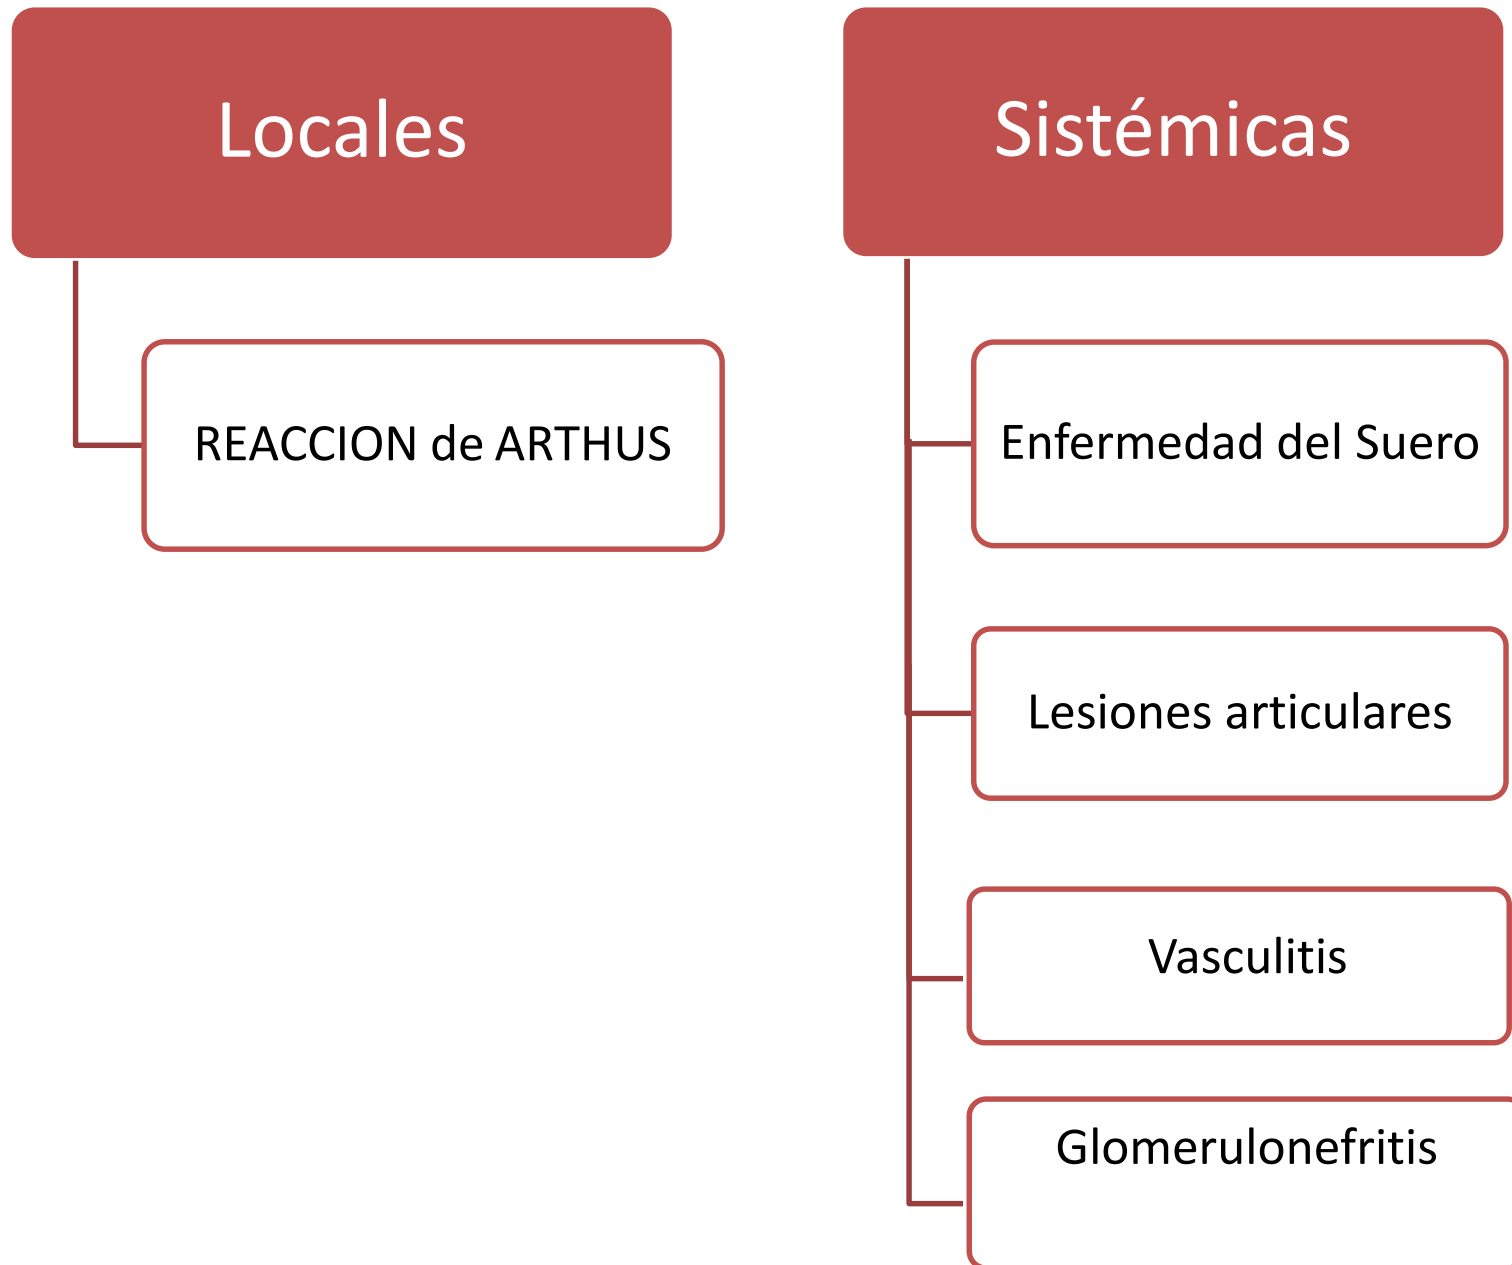 Locales
REACCION de ARTHUS
Sistémicas
Enfermedad del Suero
Lesiones articulares
Vasculitis
Glomerulonefritis